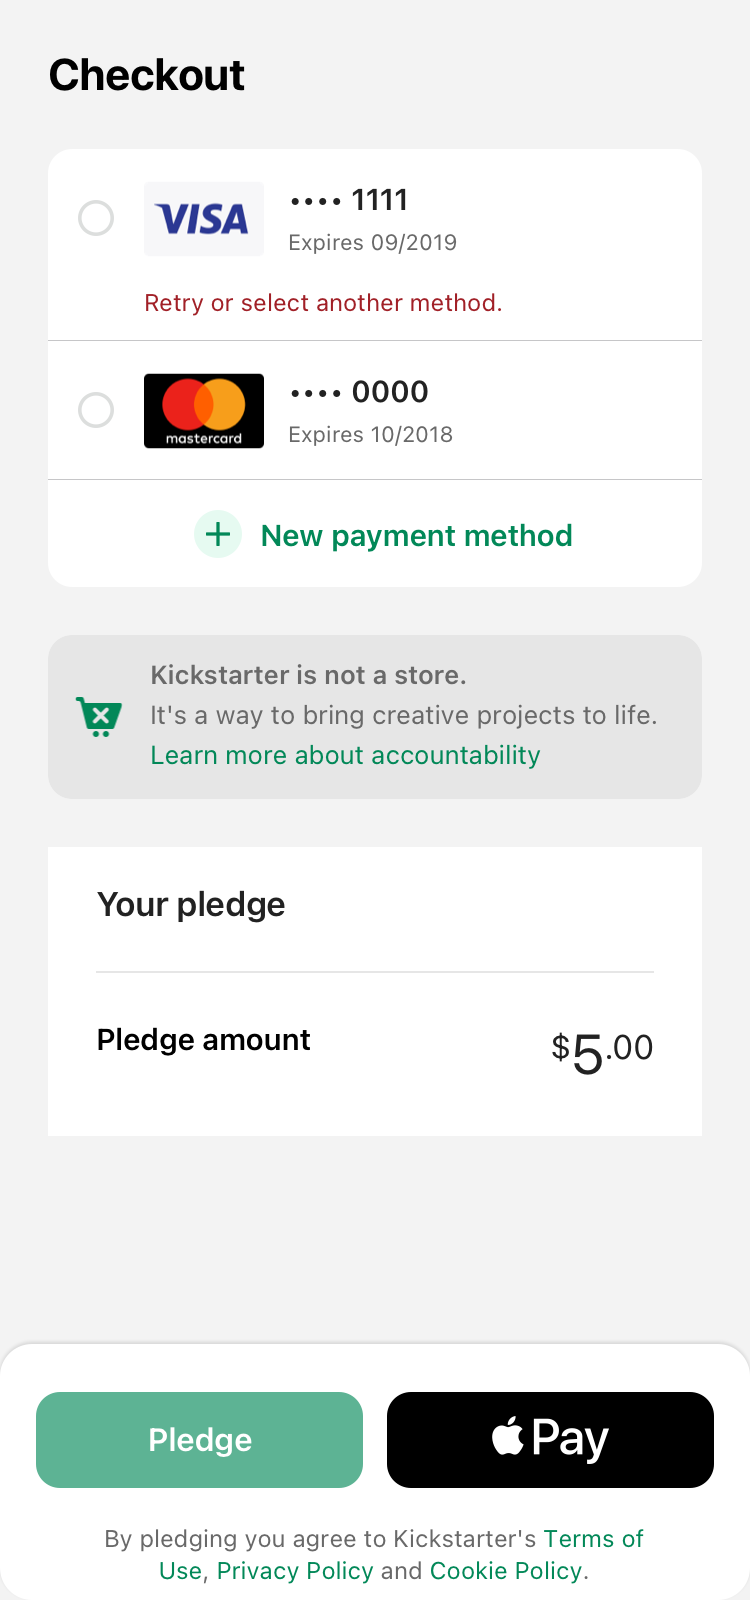 Checkout
VISA
•••• 1111
Expires 09/2019
Retry or select another method.
mastercard
•••• 0000
Expires 10/2018
+ New payment method
Kickstarter is not a store.
It's a way to bring creative projects to life.
Learn more about accountability
Your pledge
Pledge amount
$5.00
Pledge
Pay
By pledging you agree to Kickstarter's Terms of
Use, Privacy Policy and Cookie Policy.